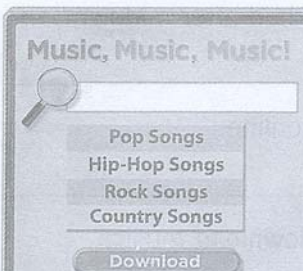 Music, Music, Music!
Pop Songs
Hip-Hop Songs
Rock Songs
Country Songs
Download